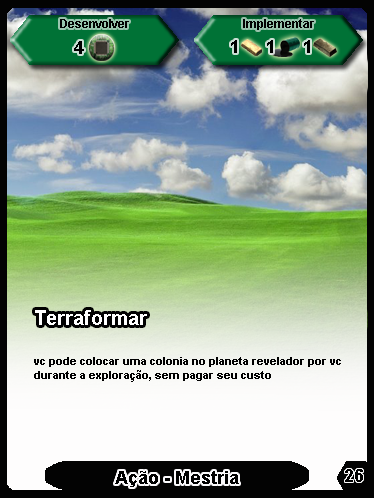 Desenvolver
4
Implementar
1 1 1
Terraformar
vc pode colocar uma colonia no planeta revelador por vc
durante a exploração, sem pagar seu custo
Ação - Mestria
26